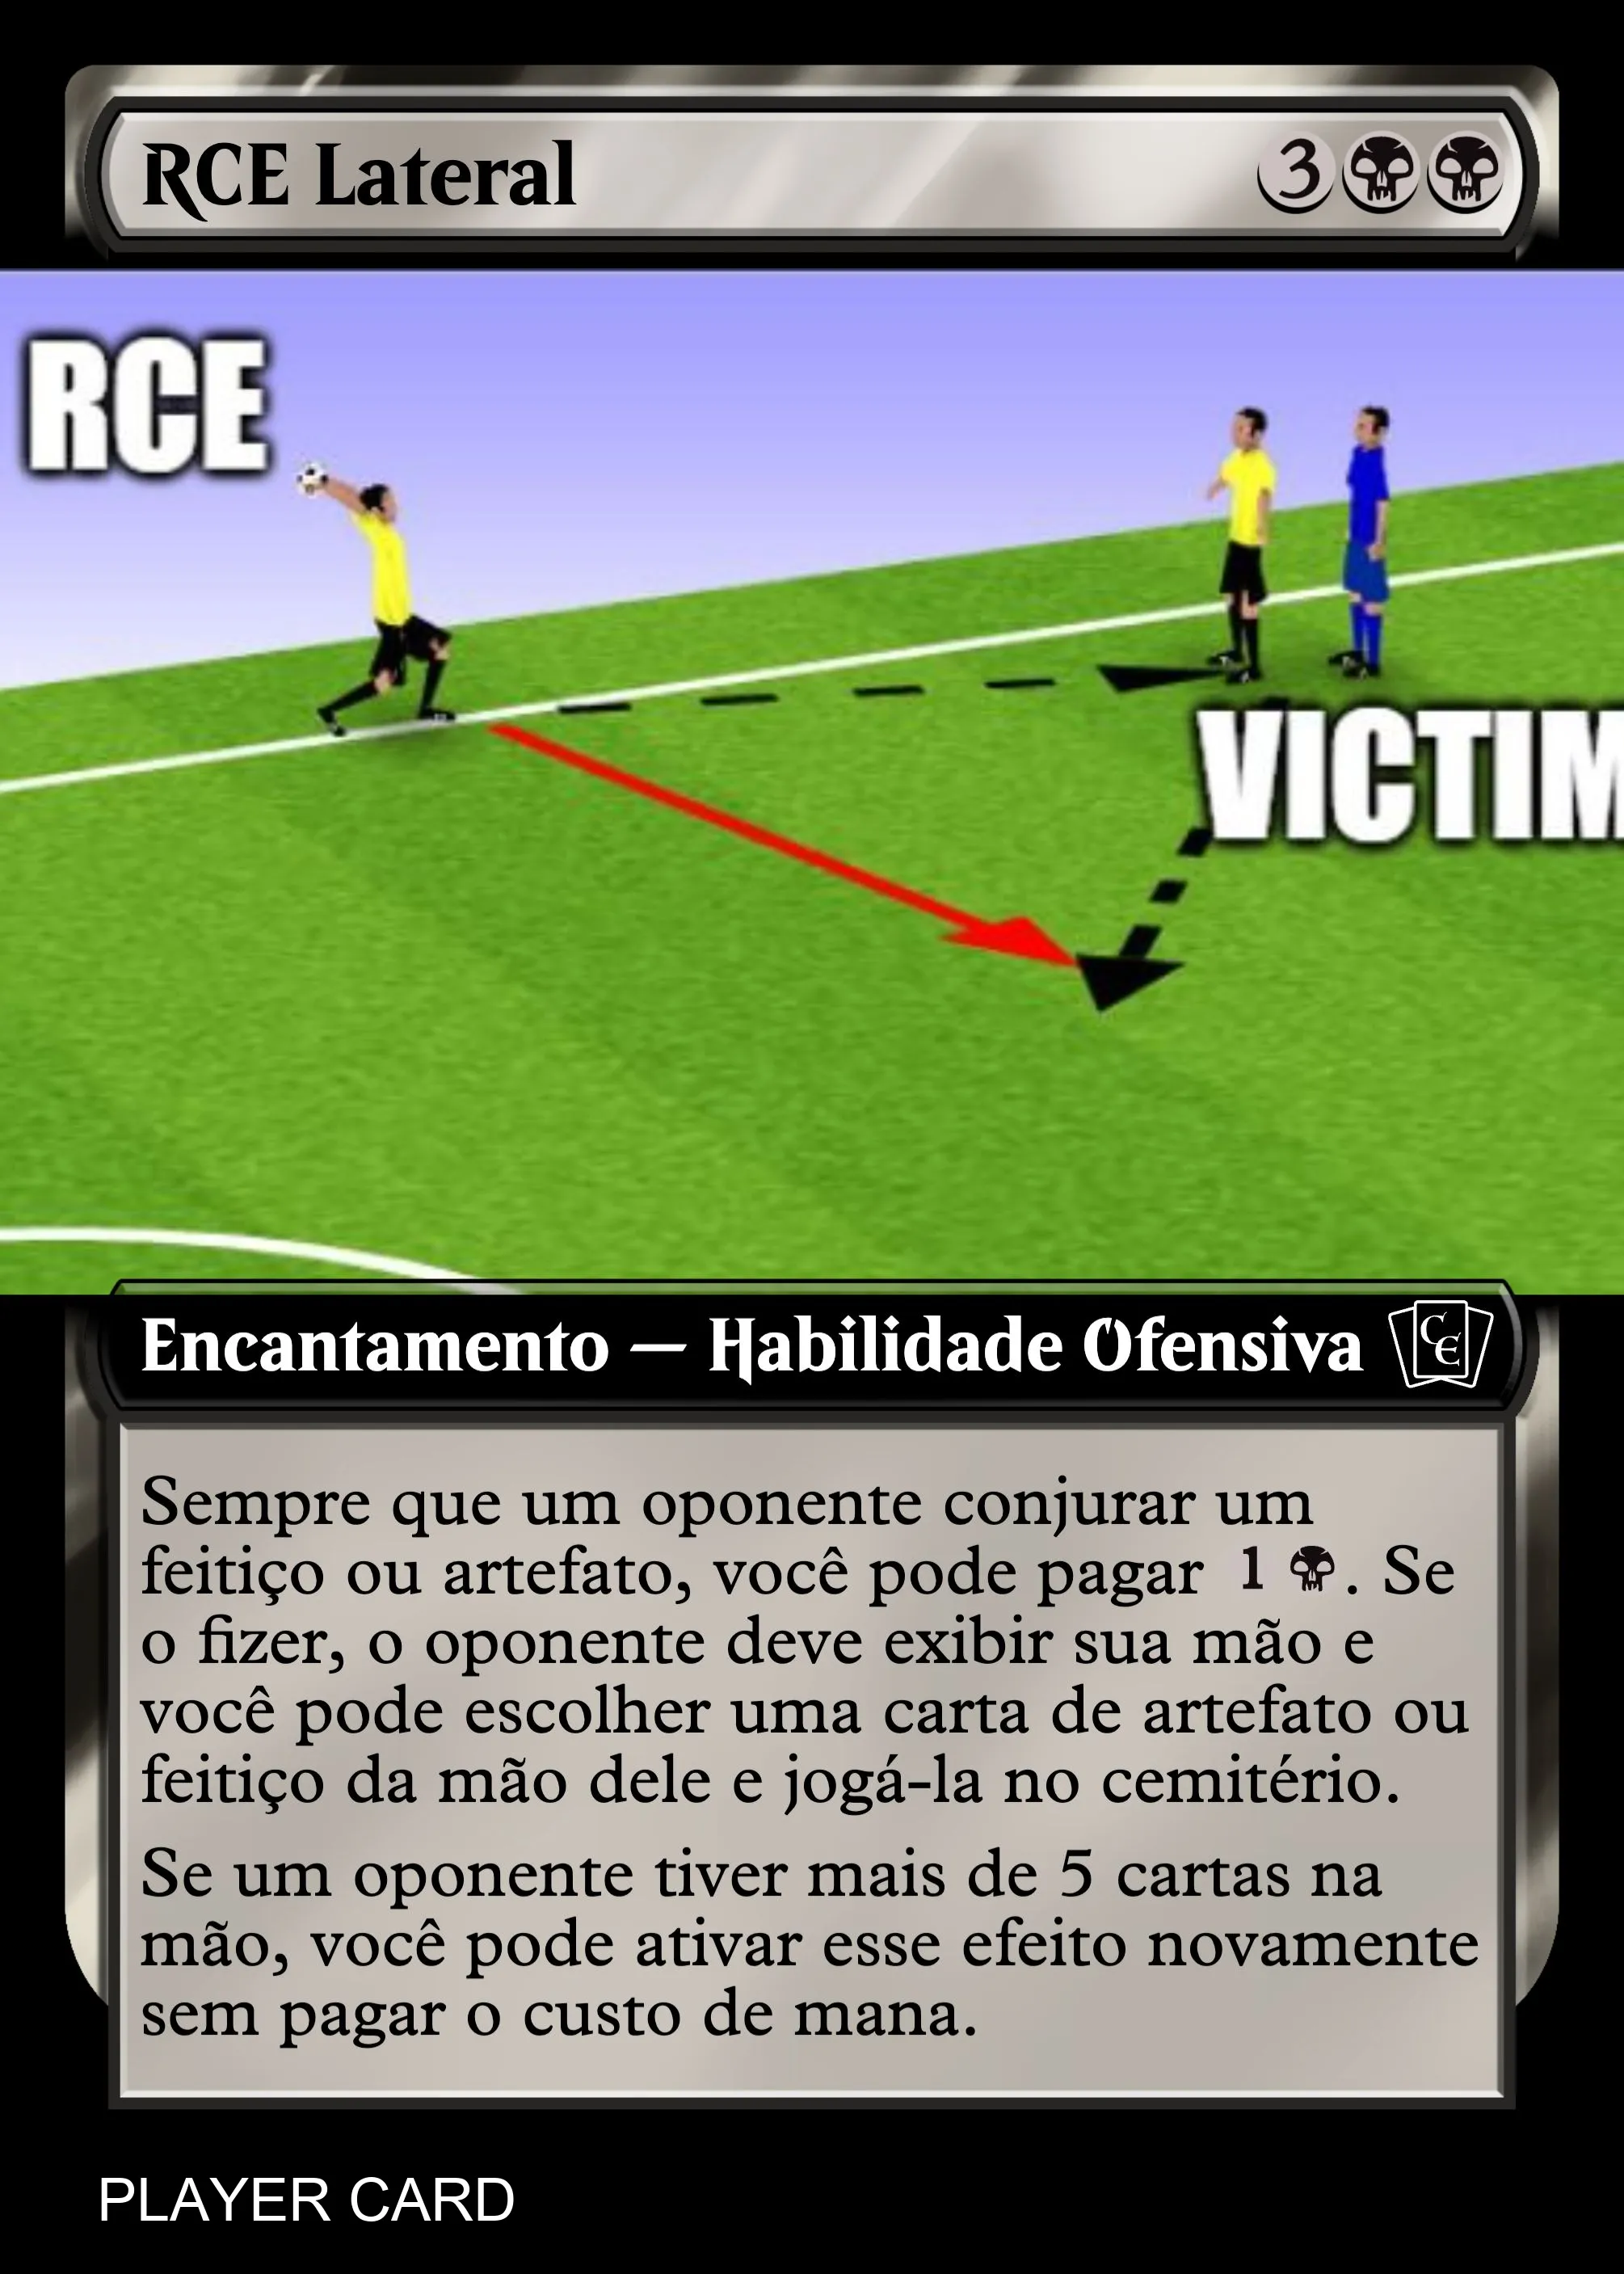 RCE Lateral 3
RCE
VICTIM
Encantamento — Habilidade Ofensiva CE
Sempre que um oponente conjurar um
feitiço ou artefato, você pode pagar 1 . Se
o fizer, o oponente deve exibir sua mão e
você pode escolher uma carta de artefato ou
feitiço da mão dele e jogá-la no cemitério.
Se um oponente tiver mais de 5 cartas na
mão, você pode ativar esse efeito novamente
sem pagar o custo de mana.
PLAYER CARD